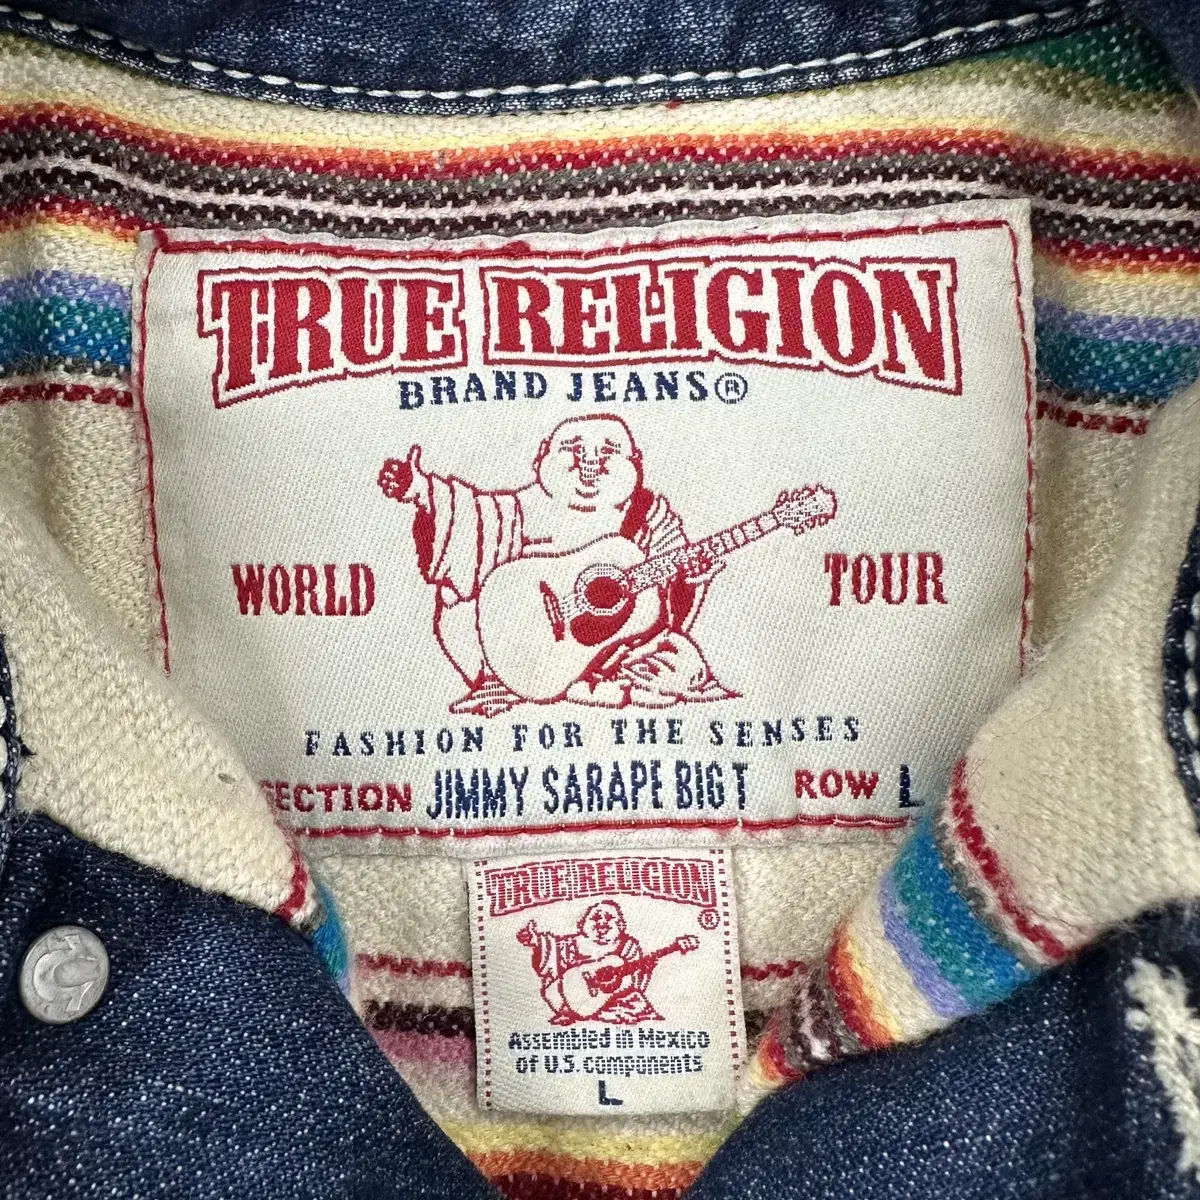 TRUE RELIGION
BRAND JEANS®
WORLD TOUR
FASHION FOR THE SENSES
SECTION JIMMY SARAPE BIG T ROW L
TRUE RELIGION
®
Assembled in Mexico
of U.S. components
L